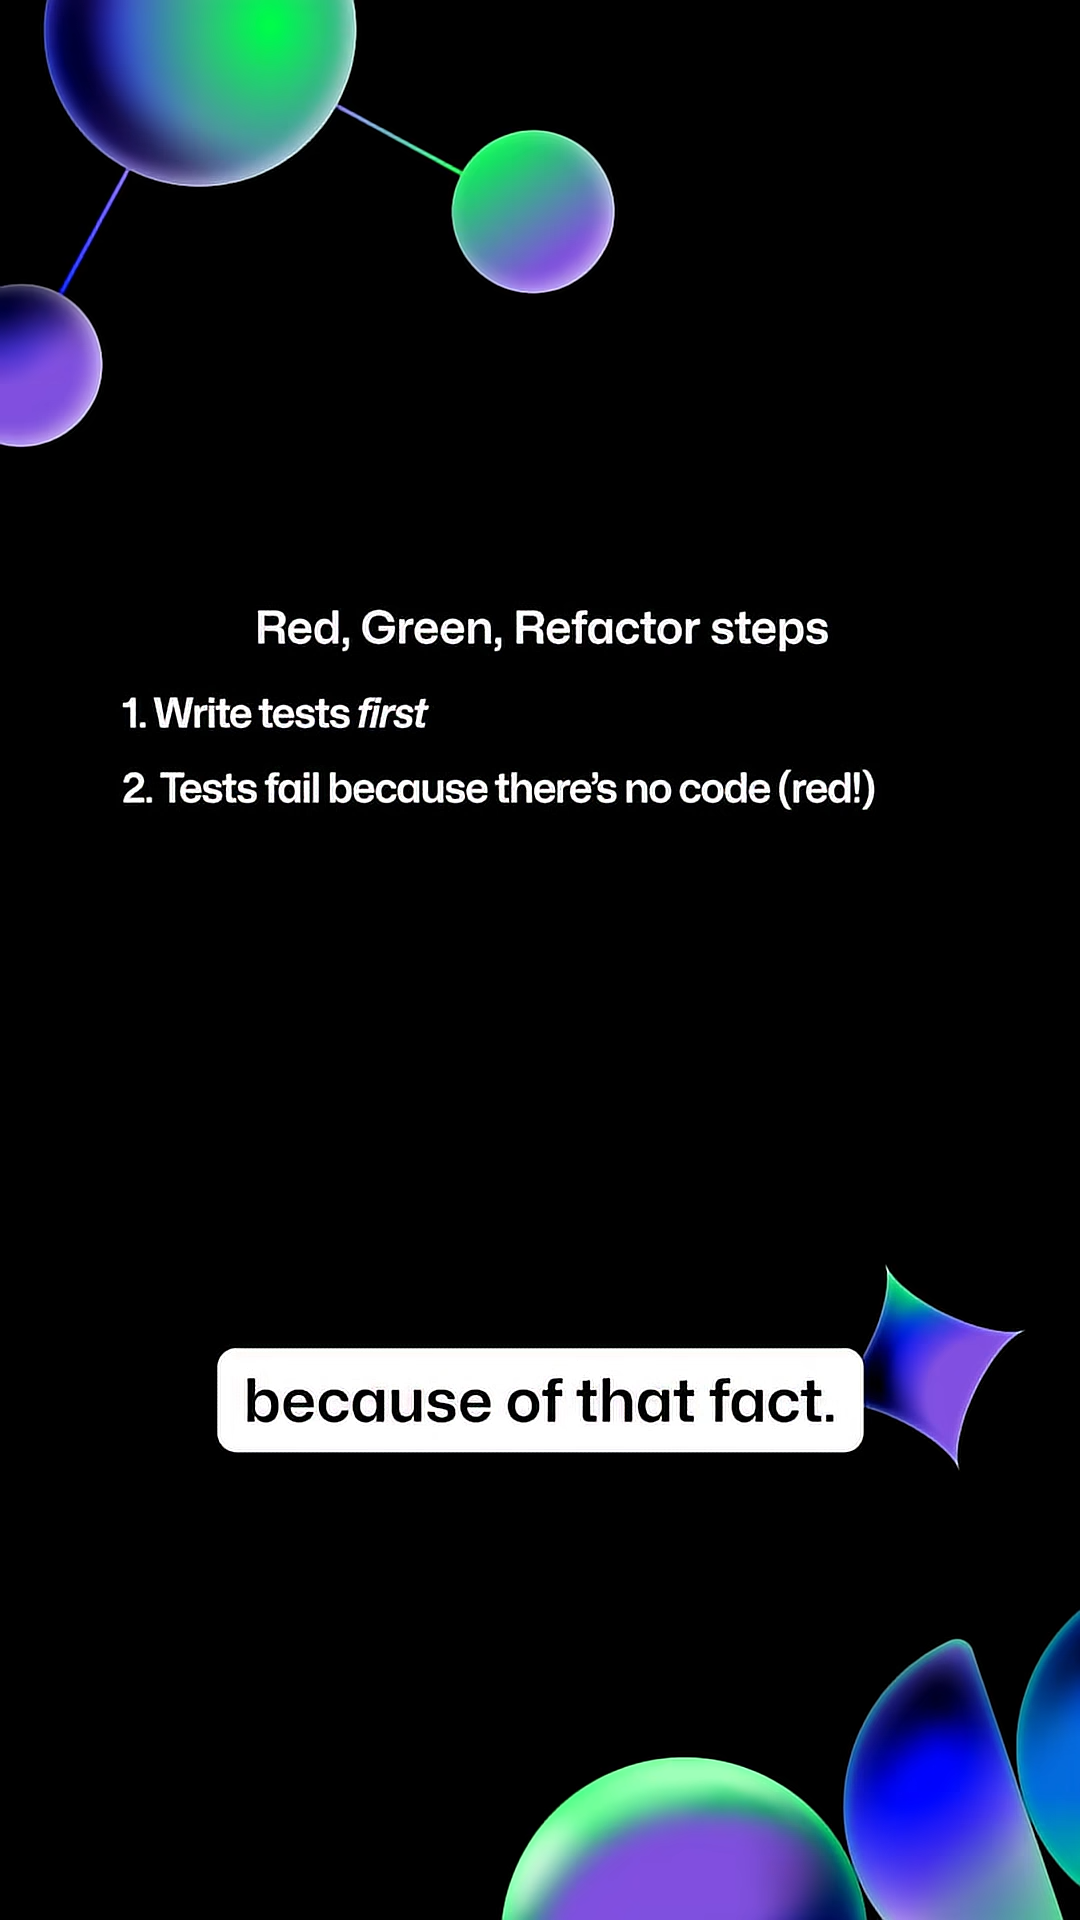 Red, Green, Refactor steps
1. Write tests first
2. Tests fail because there’s no code (red!)
because of that fact.